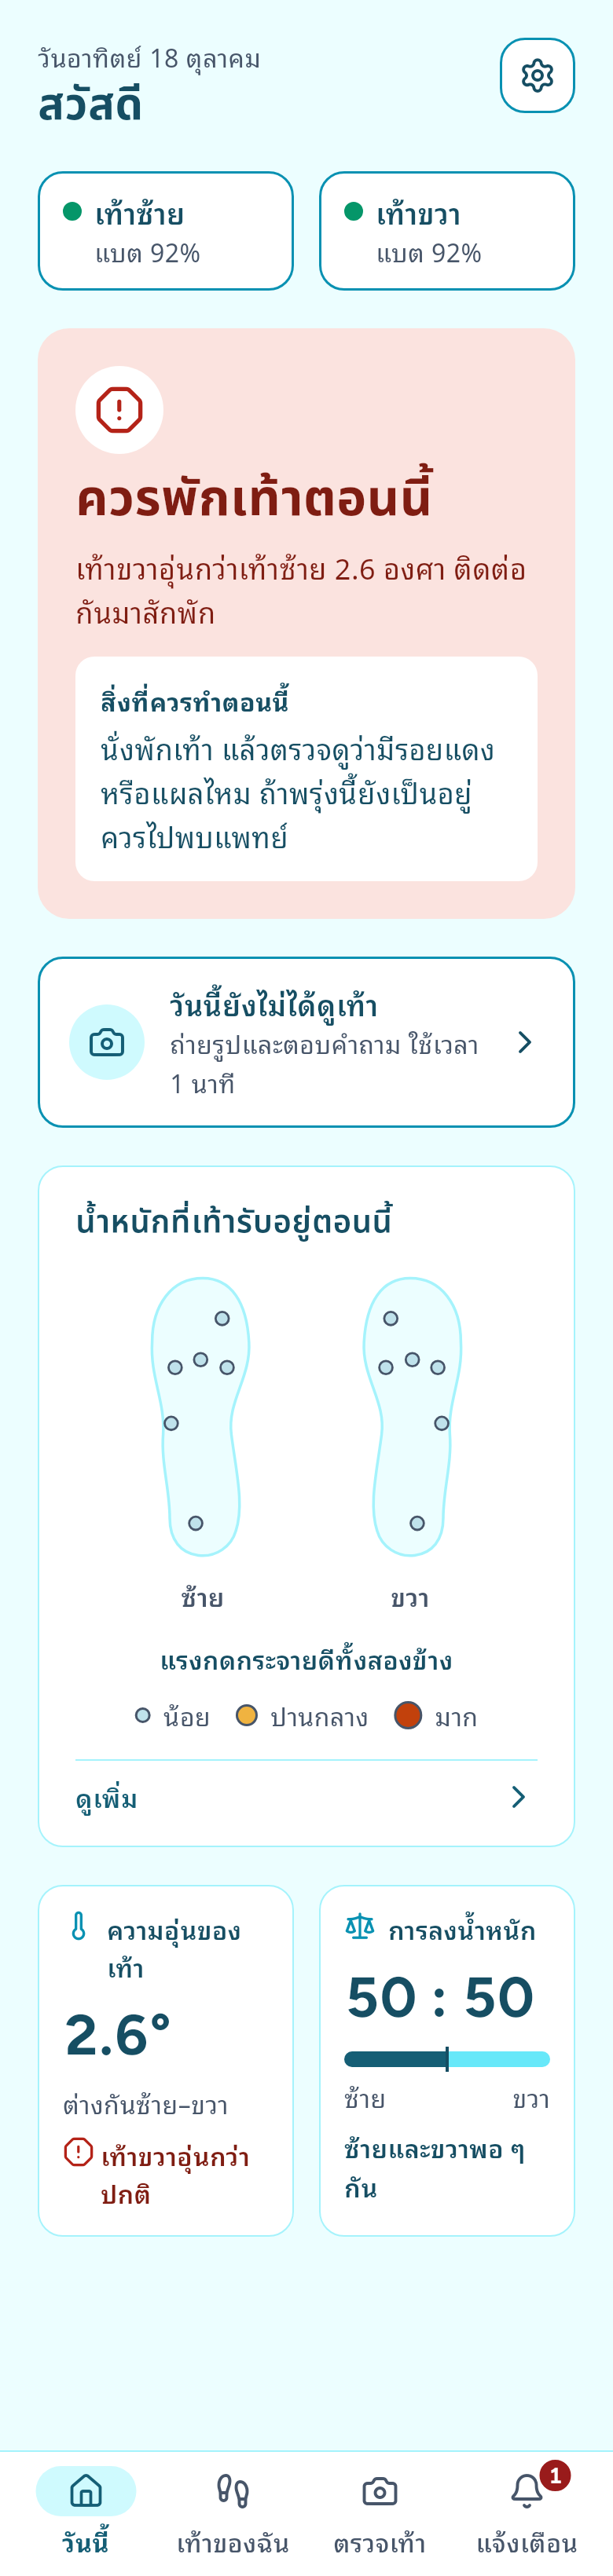 วันอาทิตย์ 18 ตุลาคม
สวัสดี
เท้าซ้าย
แบต 92%
เท้าขวา
แบต 92%
ควรพักเท้าตอนนี้
เท้าขวาอุ่นกว่าเท้าซ้าย 2.6 องศา ติดต่อ
กันมาสักพัก
สิ่งที่ควรทำตอนนี้
นั่งพักเท้า แล้วตรวจดูว่ามีรอยแดง
หรือแผลไหม ถ้าพรุ่งนี้ยังเป็นอยู่
ควรไปพบแพทย์
วันนี้ยังไม่ได้ดูเท้า
ถ่ายรูปและตอบคำถาม ใช้เวลา
1 นาที
น้ำหนักที่เท้ารับอยู่ตอนนี้
ซ้าย
ขวา
แรงกดกระจายดีทั้งสองข้าง
น้อย
ปานกลาง
มาก
ดูเพิ่ม
ความอุ่นของ
เท้า
2.6°
ต่างกันซ้าย–ขวา
เท้าขวาอุ่นกว่า
ปกติ
การลงน้ำหนัก
50 : 50
ซ้าย
ขวา
ซ้ายและขวาพอ ๆ
กัน
วันนี้
เท้าของฉัน
ตรวจเท้า
1
แจ้งเตือน